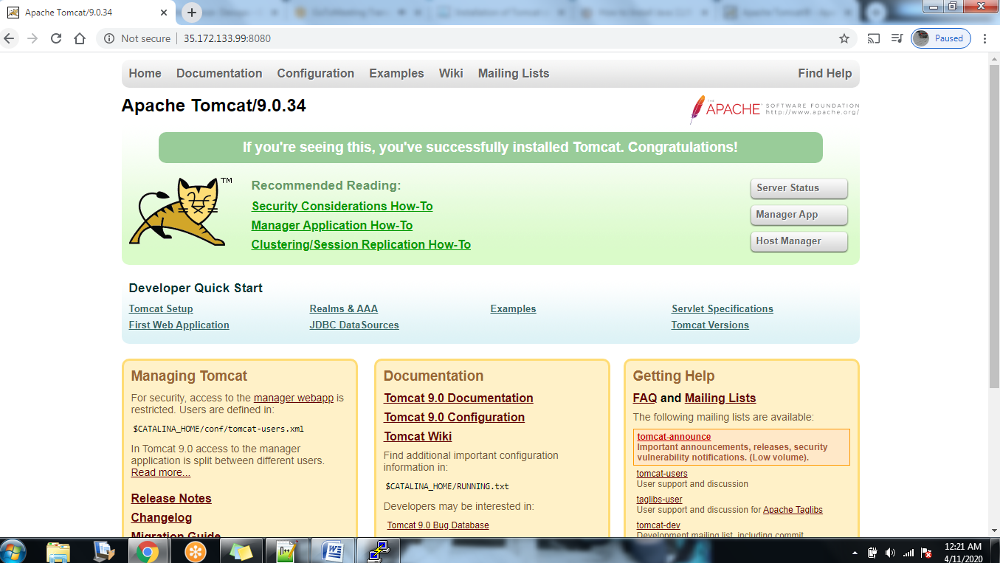 Apache Tomcat/9.0.34
Not secure | 35.172.133.99:8080
Paused
Home Documentation Configuration Examples Wiki Mailing Lists Find Help
Apache Tomcat/9.0.34
THE APACHE™ SOFTWARE FOUNDATION
http://www.apache.org/
If you're seeing this, you've successfully installed Tomcat. Congratulations!
TM
Recommended Reading:
Security Considerations How-To
Manager Application How-To
Clustering/Session Replication How-To
Server Status
Manager App
Host Manager
Developer Quick Start
Tomcat Setup
First Web Application
Realms & AAA
JDBC DataSources
Examples
Servlet Specifications
Tomcat Versions
Managing Tomcat
For security, access to the manager webapp is
restricted. Users are defined in:
$CATALINA_HOME/conf/tomcat-users.xml
In Tomcat 9.0 access to the manager
application is split between different users.
Read more...
Release Notes
Changelog
Migration Guide
Documentation
Tomcat 9.0 Documentation
Tomcat 9.0 Configuration
Tomcat Wiki
Find additional important configuration
information in:
$CATALINA_HOME/RUNNING.txt
Developers may be interested in:
Tomcat 9.0 Bug Database
Getting Help
FAQ and Mailing Lists
The following mailing lists are available:
tomcat-announce
Important announcements, releases, security
vulnerability notifications. (Low volume).
tomcat-users
User support and discussion
taglibs-user
User support and discussion for Apache Taglibs
tomcat-dev
Development mailing list, including commit
12:21 AM
4/11/2020